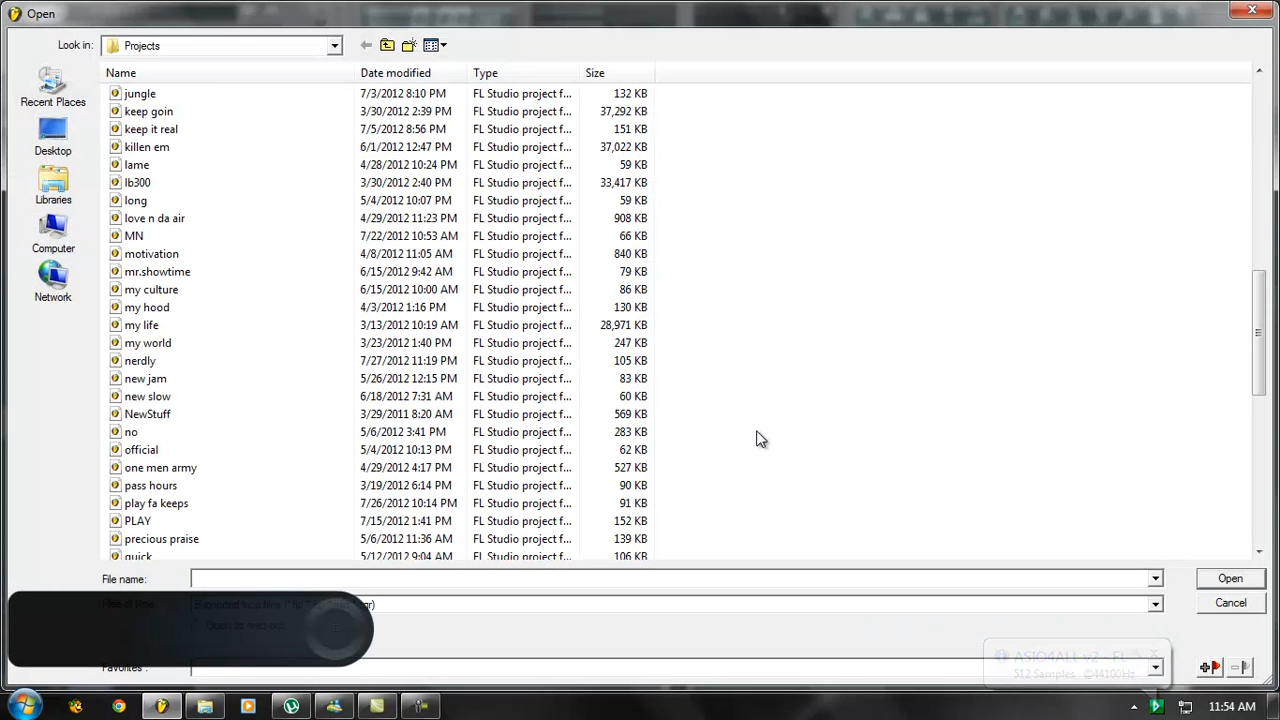 Open
Look in: Projects
Name Date modified Type Size
jungle 7/3/2012 8:10 PM FL Studio project f... 132 KB
keep goin 3/30/2012 2:39 PM FL Studio project f... 37,292 KB
keep it real 7/5/2012 8:56 PM FL Studio project f... 151 KB
killen em 6/1/2012 12:47 PM FL Studio project f... 37,022 KB
lame 4/28/2012 10:24 PM FL Studio project f... 59 KB
lb300 3/30/2012 2:40 PM FL Studio project f... 33,417 KB
long 5/4/2012 10:07 PM FL Studio project f... 59 KB
love n da air 4/29/2012 11:23 PM FL Studio project f... 908 KB
MN 7/22/2012 10:53 AM FL Studio project f... 66 KB
motivation 4/8/2012 11:05 AM FL Studio project f... 840 KB
mr.showtime 6/15/2012 9:42 AM FL Studio project f... 79 KB
my culture 6/15/2012 10:00 AM FL Studio project f... 86 KB
my hood 4/3/2012 1:16 PM FL Studio project f... 130 KB
my life 3/13/2012 10:19 AM FL Studio project f... 28,971 KB
my world 3/23/2012 1:40 PM FL Studio project f... 247 KB
nerdly 7/27/2012 11:19 PM FL Studio project f... 105 KB
new jam 5/26/2012 12:15 PM FL Studio project f... 83 KB
new slow 6/18/2012 7:31 AM FL Studio project f... 60 KB
NewStuff 3/29/2011 8:20 AM FL Studio project f... 569 KB
no 5/6/2012 3:41 PM FL Studio project f... 283 KB
official 5/4/2012 10:13 PM FL Studio project f... 62 KB
one men army 4/29/2012 4:17 PM FL Studio project f... 527 KB
pass hours 3/19/2012 6:14 PM FL Studio project f... 90 KB
play fa keeps 7/26/2012 10:14 PM FL Studio project f... 91 KB
PLAY 7/15/2012 1:41 PM FL Studio project f... 152 KB
precious praise 5/6/2012 11:36 AM FL Studio project f... 139 KB
quick 5/12/2012 9:04 AM FL Studio project f... 106 KB
Recent Places
Desktop
Libraries
Computer
Network
File name:
Open
Files of type:
Cancel
Open as read-only
Favorites :
ASIO4ALL v2 - FL
512 Samples @44100Hz
11:54 AM